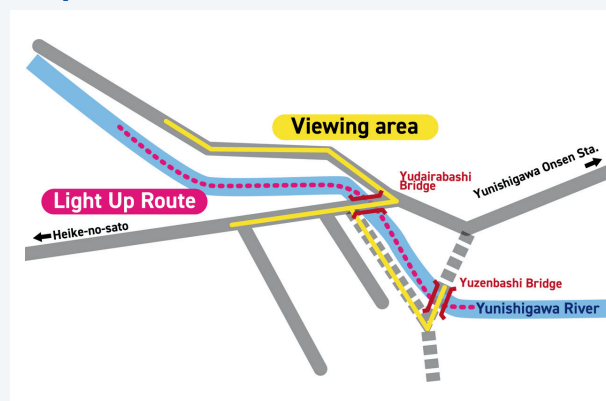 Viewing area
Yudairabashi
Bridge
Yunishigawa Onsen Sta.
Light Up Route
Heike-no-sato
Yuzenbashi Bridge
Yunishigawa River